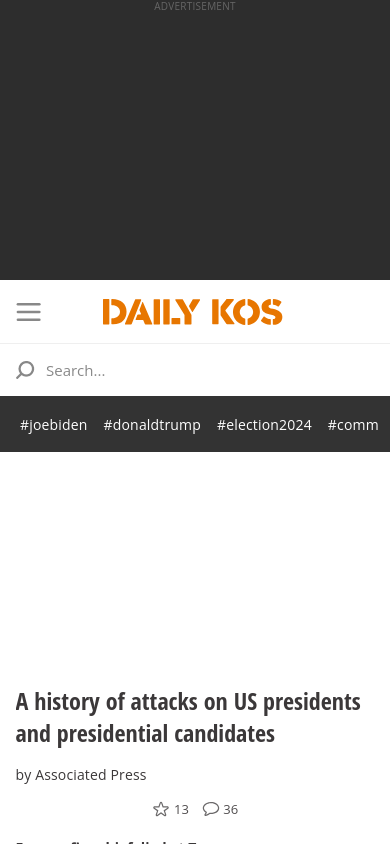 ADVERTISEMENT
DAILY KOS
Search...
#joebiden #donaldtrump #election2024 #comm
A history of attacks on US presidents
and presidential candidates
by Associated Press
13 36